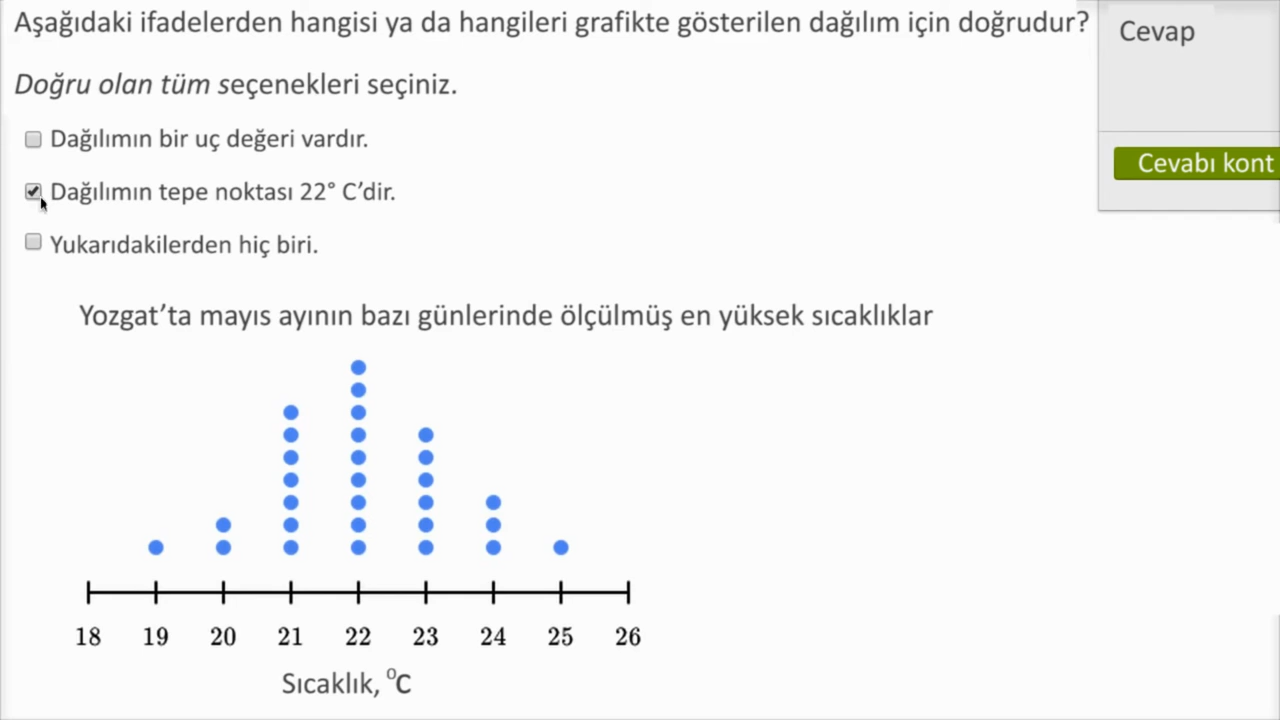 Aşağıdaki ifadelerden hangisi ya da hangileri grafikte gösterilen dağılım için doğrudur?
Cevap
Doğru olan tüm seçenekleri seçiniz.
Dağılımın bir uç değeri vardır.
Cevabı kont
Dağılımın tepe noktası 22° C’dir.
Yukarıdakilerden hiç biri.
Yozgat’ta mayıs ayının bazı günlerinde ölçülmüş en yüksek sıcaklıklar
18 19 20 21 22 23 24 25 26
Sıcaklık, ⁰C